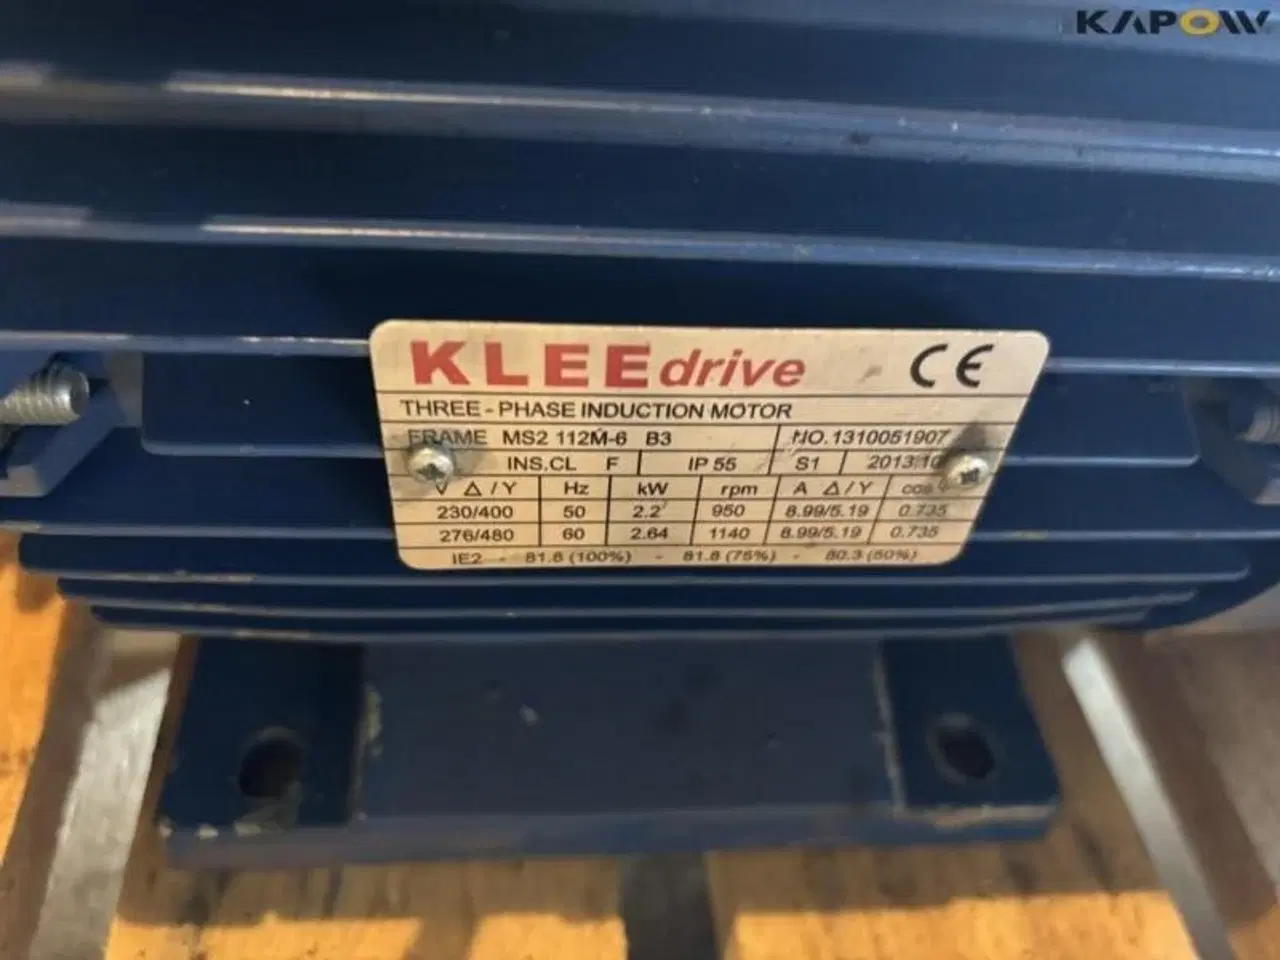 KAPOW
KLEEdrive CE
THREE-PHASE INDUCTION MOTOR
FRAME MS2 112M-6 B3 NO.1310051907
INS.CL F IP 55 S1 2013.10
V Δ/Y Hz kW rpm A Δ/Y cos
230/400 50 2.2 950 8.99/5.19 0.735
276/480 60 2.64 1140 8.99/5.19 0.735
IE2 - 81.8 (100%) - 81.8 (75%) - 80.3 (50%)